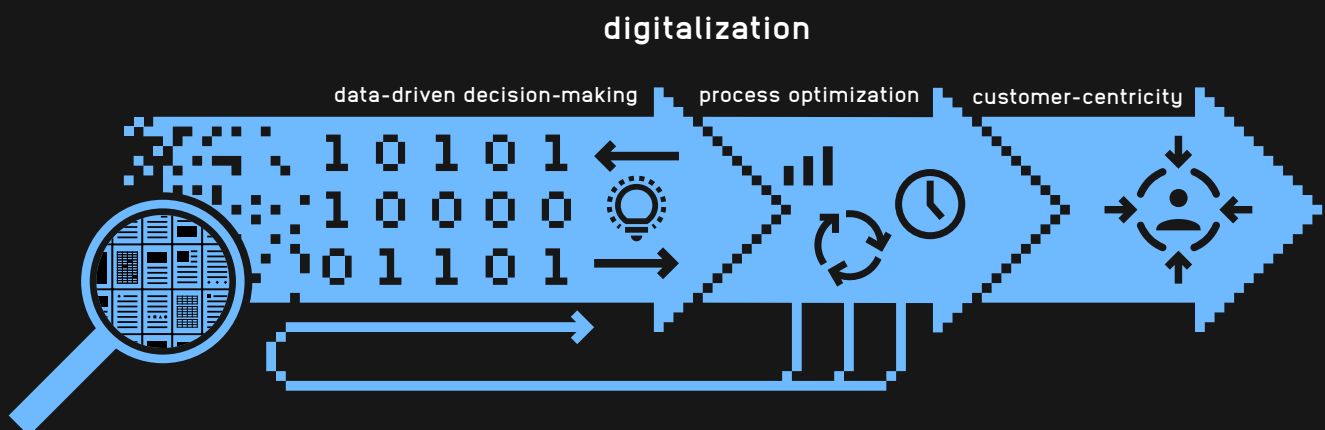 digitalization
data-driven decision-making
process optimization
customer-centricity
1 0 1 0 1
1 0 0 0 0
0 1 1 0 1